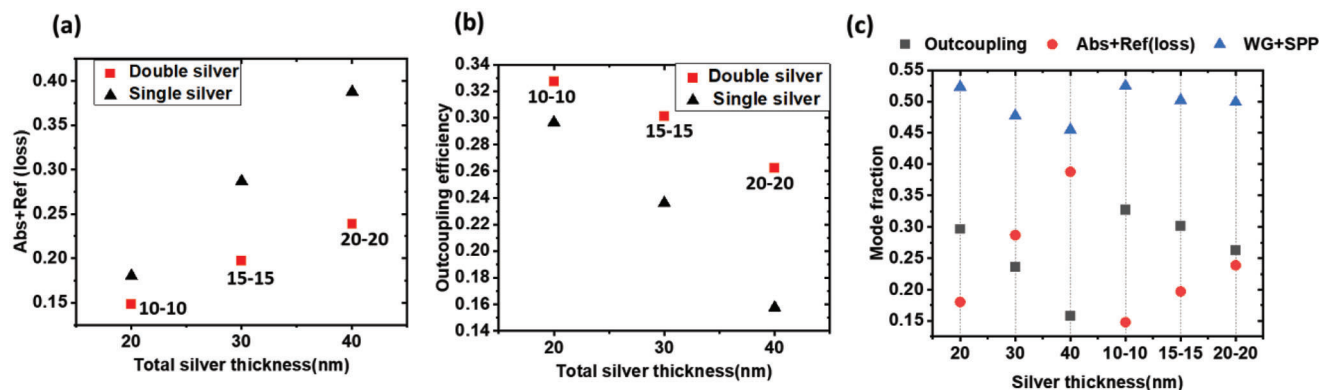 (a)
Double silver
Single silver
0.40
0.35
0.30
0.25
0.20
0.15
Abs+Ref (loss)
10-10
15-15
20-20
20
30
40
Total silver thickness(nm)
(b)
Double silver
Single silver
0.34
0.32
0.30
0.28
0.26
0.24
0.22
0.20
0.18
0.16
0.14
Outcoupling efficiency
10-10
15-15
20-20
20
30
40
Total silver thickness(nm)
(c)
Outcoupling
Abs+Ref(loss)
WG+SPP
0.55
0.50
0.45
0.40
0.35
0.30
0.25
0.20
0.15
Mode fraction
20
30
40
10-10
15-15
20-20
Silver thickness(nm)